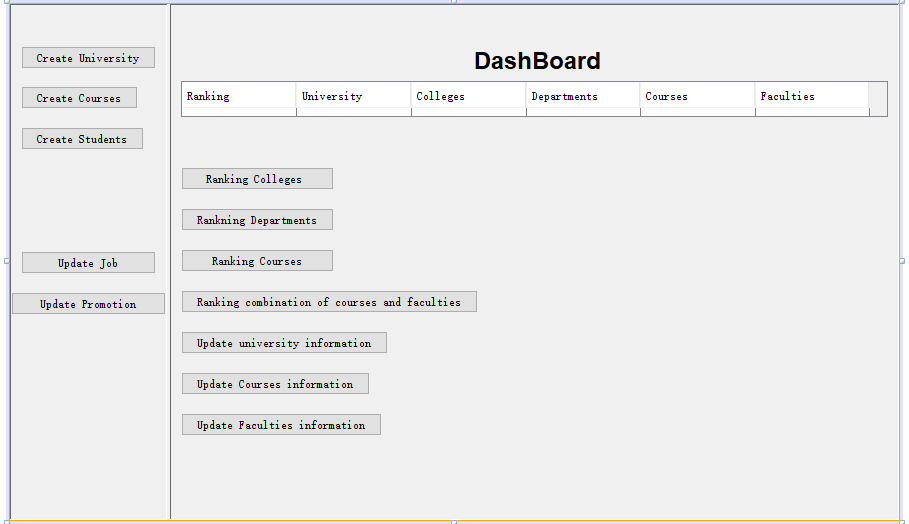 Create University
Create Courses
Create Students
Update Job
Update Promotion
DashBoard
Ranking University Colleges Departments Courses Faculties
Ranking Colleges
Rankning Departments
Ranking Courses
Ranking combination of courses and faculties
Update university information
Update Courses information
Update Faculties information